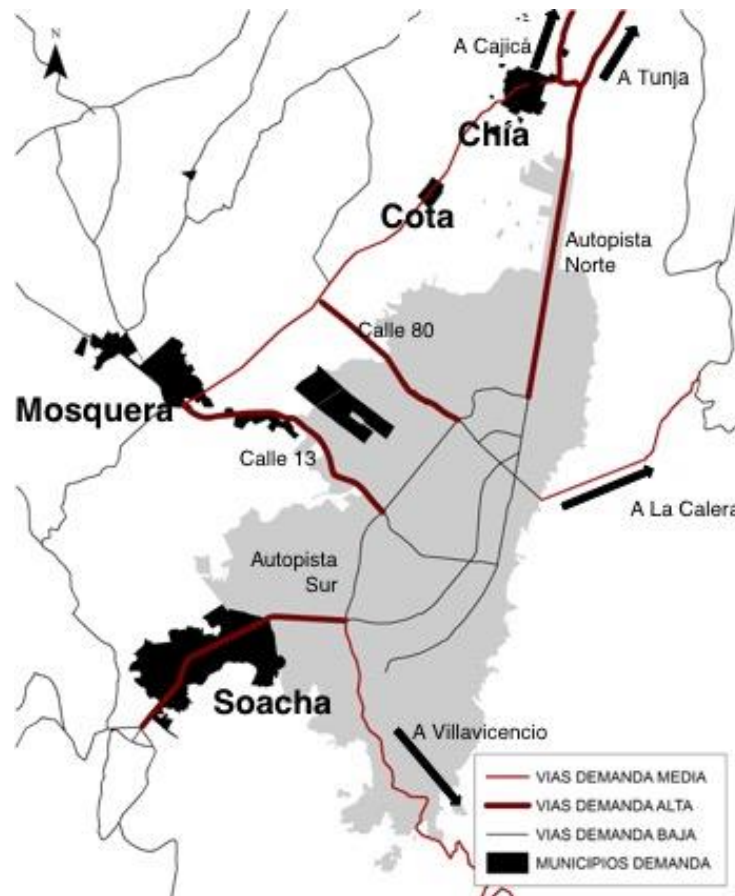 A Cajicá
N
A Tunja
Chía
Cota
Autopista
Norte
Calle 80
Mosquera
Calle 13
A La Calera
Autopista
Sur
Soacha
A Villavicencio
VIAS DEMANDA MEDIA
VIAS DEMANDA ALTA
VIAS DEMANDA BAJA
MUNICIPIOS DEMANDA